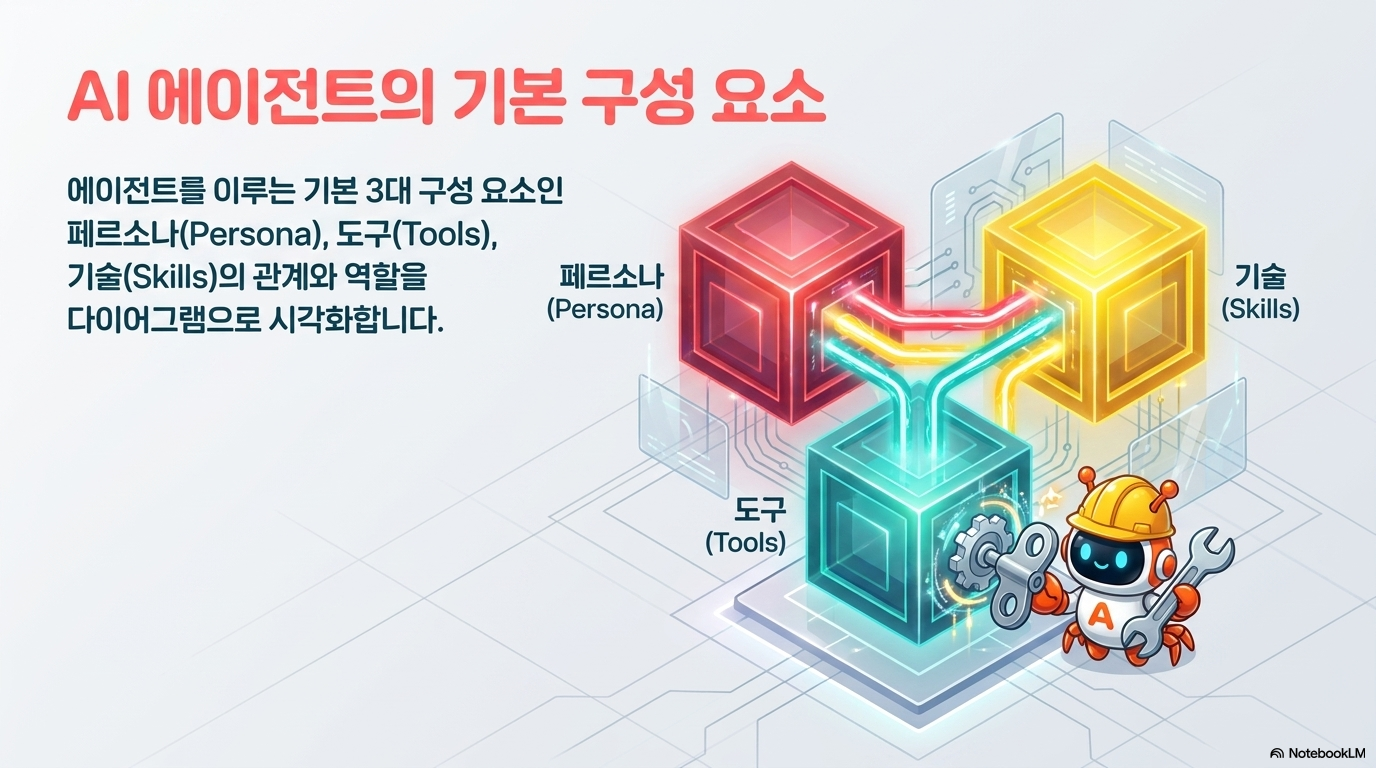 AI 에이전트의 기본 구성 요소
에이전트를 이루는 기본 3대 구성 요소인
페르소나(Persona), 도구(Tools),
기술(Skills)의 관계와 역할을
다이어그램으로 시각화합니다.
페르소나
(Persona)
기술
(Skills)
도구
(Tools)
A
NotebookLM